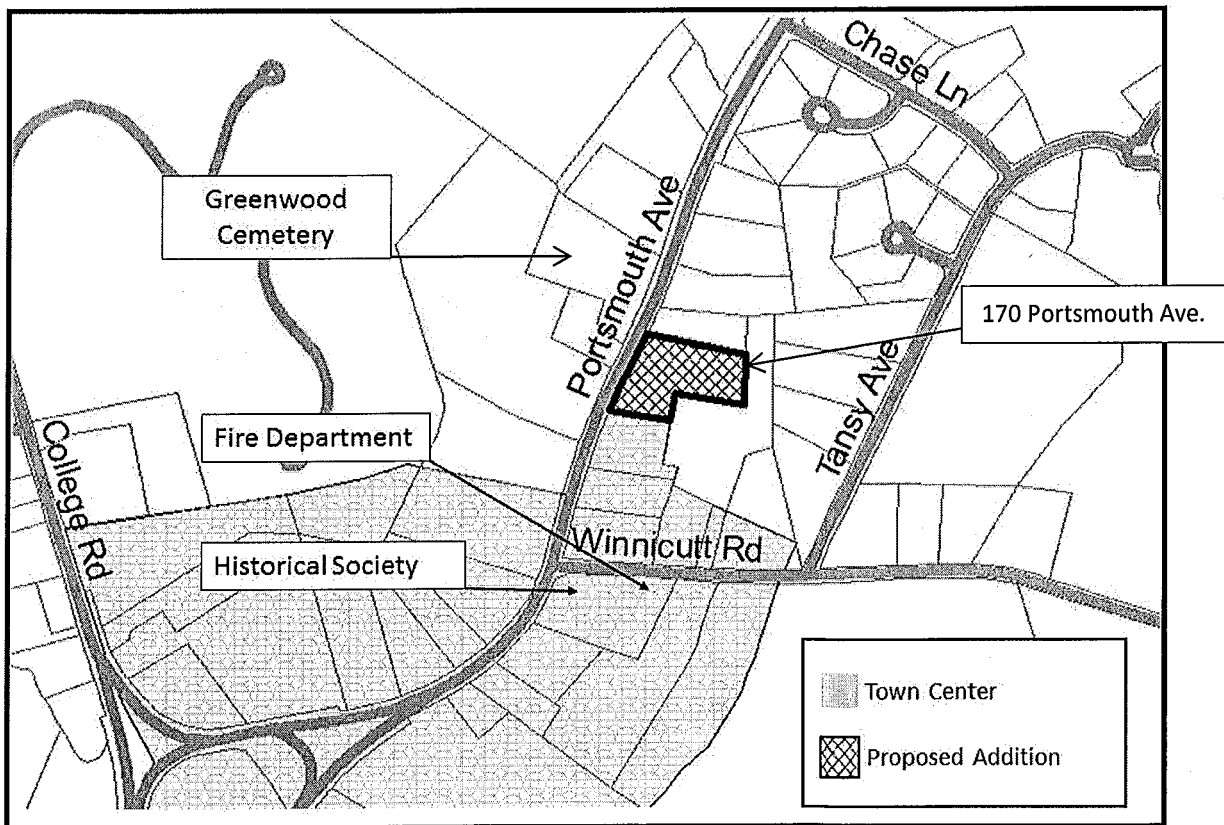 Chase Ln
Greenwood
Cemetery
Portsmouth Ave
170 Portsmouth Ave.
Tansy Ave
Fire Department
College Rd
Winnicutt Rd
Historical Society
Town Center
Proposed Addition